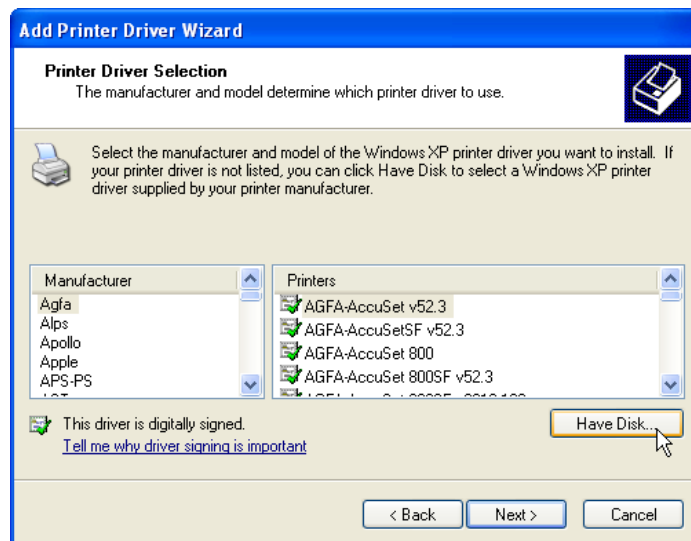 Add Printer Driver Wizard
Printer Driver Selection
The manufacturer and model determine which printer driver to use.
Select the manufacturer and model of the Windows XP printer driver you want to install. If
your printer driver is not listed, you can click Have Disk to select a Windows XP printer
driver supplied by your printer manufacturer.
Manufacturer
Agfa
Alps
Apollo
Apple
APS-PS
Printers
AGFA-AccuSet v52.3
AGFA-AccuSetSF v52.3
AGFA-AccuSet 800
AGFA-AccuSet 800SF v52.3
This driver is digitally signed.
Tell me why driver signing is important
Have Disk...
< Back
Next >
Cancel